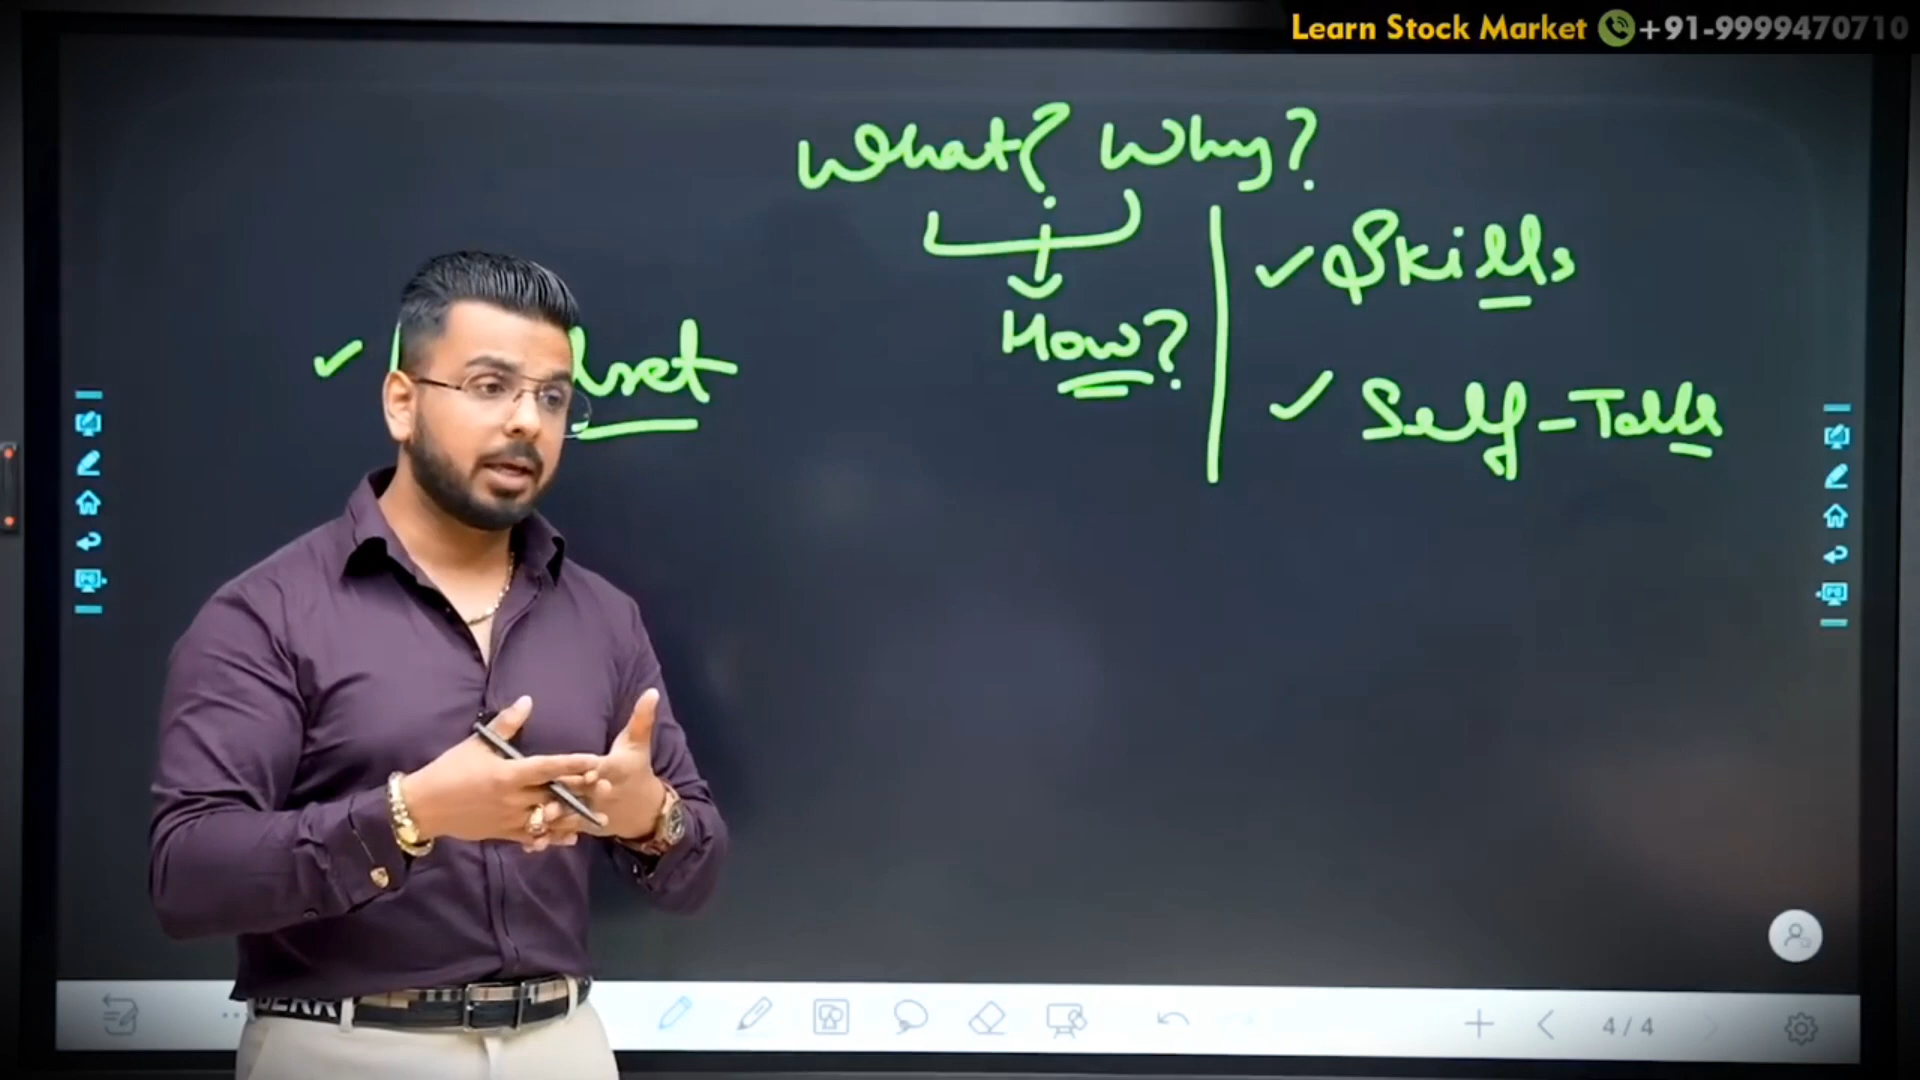 Learn Stock Market +91-9999470710
What? Why?
How?
✓ Skills
✓ Self-Talk
✓
4/4